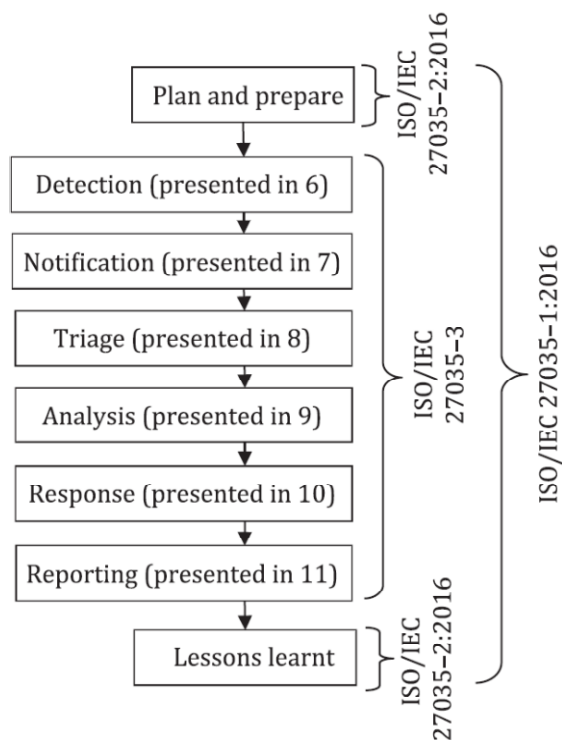 Plan and prepare
ISO/IEC
27035–2:2016
Detection (presented in 6)
Notification (presented in 7)
Triage (presented in 8)
Analysis (presented in 9)
Response (presented in 10)
Reporting (presented in 11)
ISO/IEC
27035–3
Lessons learnt
ISO/IEC
27035–2:2016
ISO/IEC 27035–1:2016